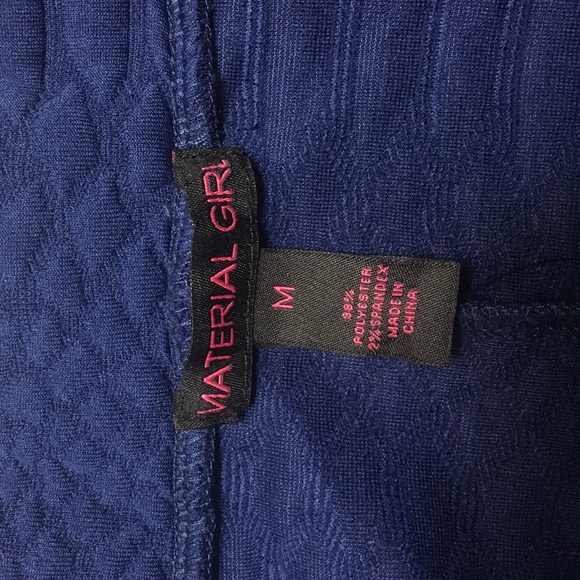 MATERIAL GIRL
M
98%
POLYESTER
2% SPANDEX
MADE IN
CHINA